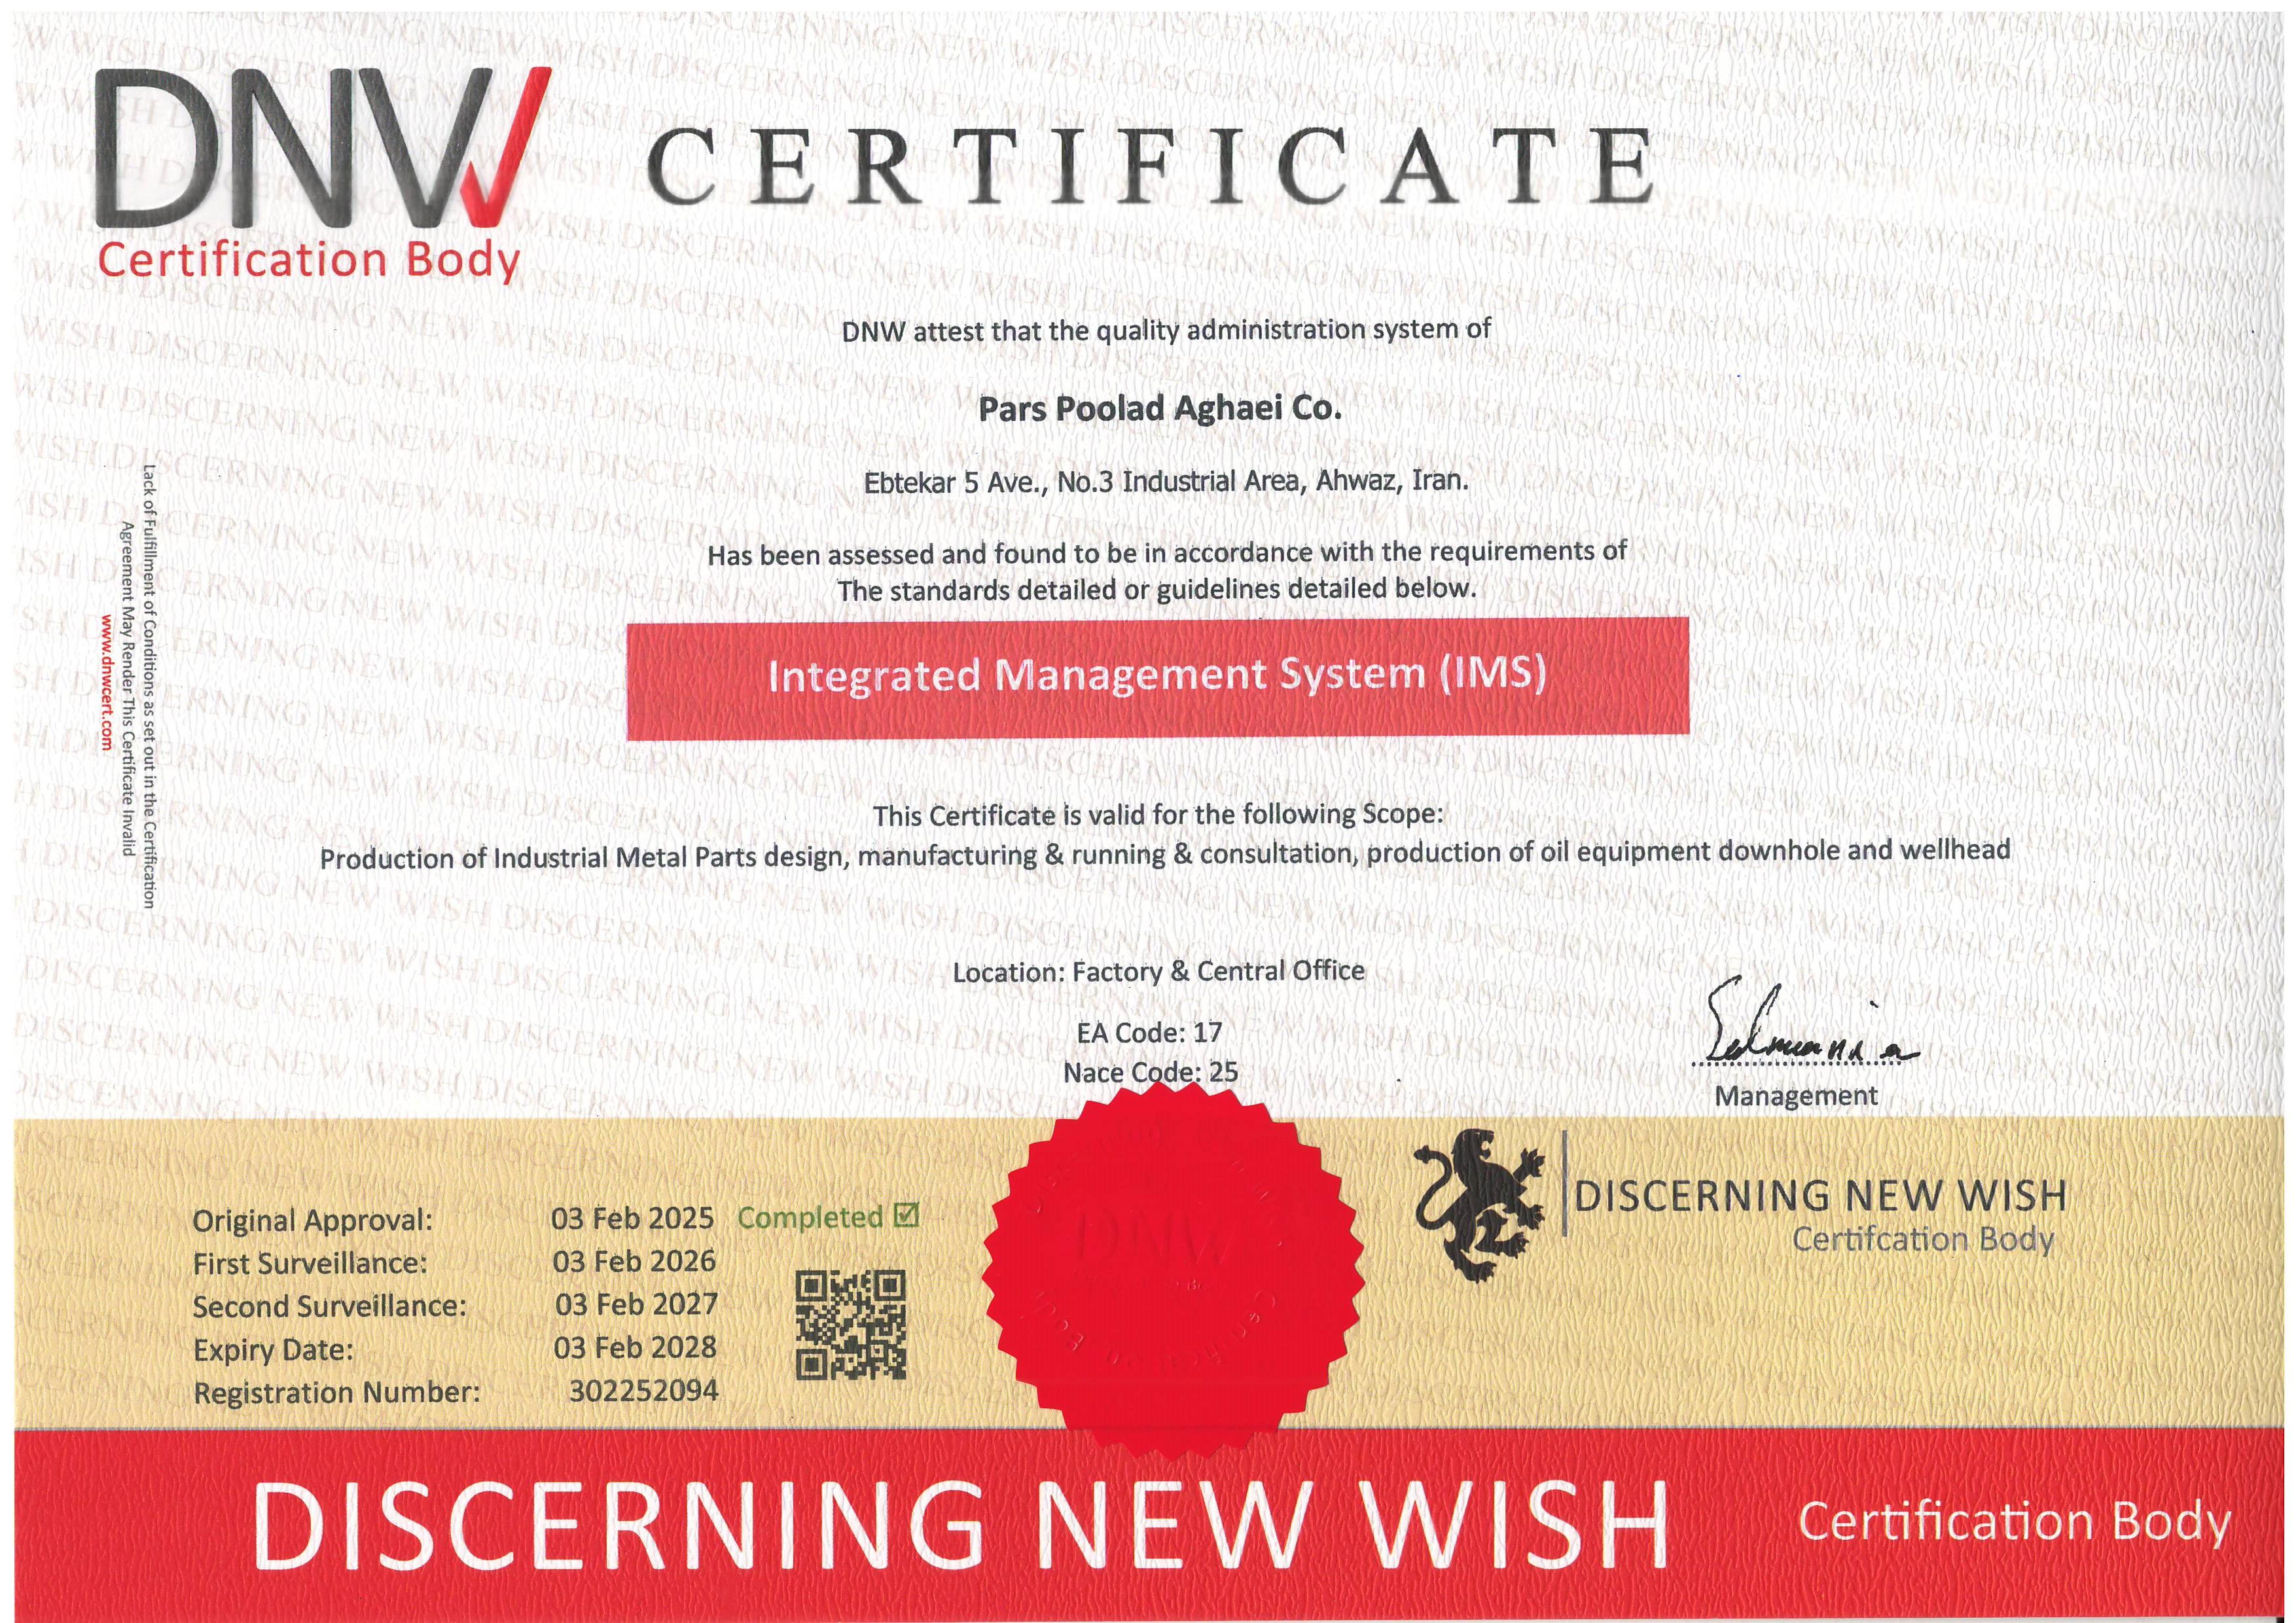 DNW
Certification Body
CERTIFICATE
DNW attest that the quality administration system of
Pars Poolad Aghaei Co.
Ebtekar 5 Ave., No.3 Industrial Area, Ahwaz, Iran.
Has been assessed and found to be in accordance with the requirements of
The standards detailed or guidelines detailed below.
Integrated Management System (IMS)
This Certificate is valid for the following Scope:
Production of Industrial Metal Parts design, manufacturing & running & consultation, production of oil equipment downhole and wellhead
Location: Factory & Central Office
EA Code: 17
Nace Code: 25
Management
Lack of Fulfillment of Conditions as set out in the Certification
Agreement May Render This Certificate Invalid
www.dnwcert.com
Original Approval: 03 Feb 2025 Completed ☑
First Surveillance: 03 Feb 2026
Second Surveillance: 03 Feb 2027
Expiry Date: 03 Feb 2028
Registration Number: 302252094
DNW
DISCERNING NEW WISH
Certifcation Body
DISCERNING NEW WISH Certification Body